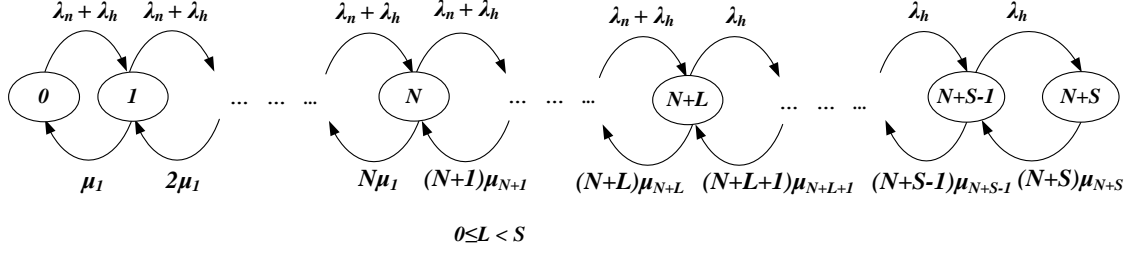 λn + λh λn + λh λn + λh λn + λh λn + λh λh λh λh
0 1 ... ... ... N ... ... ... N+L ... ... ... N+S-1 N+S
μ1 2μ1 Nμ1 (N+1)μN+1 (N+L)μN+L (N+L+1)μN+L+1 (N+S-1)μN+S-1 (N+S)μN+S
0≤L < S